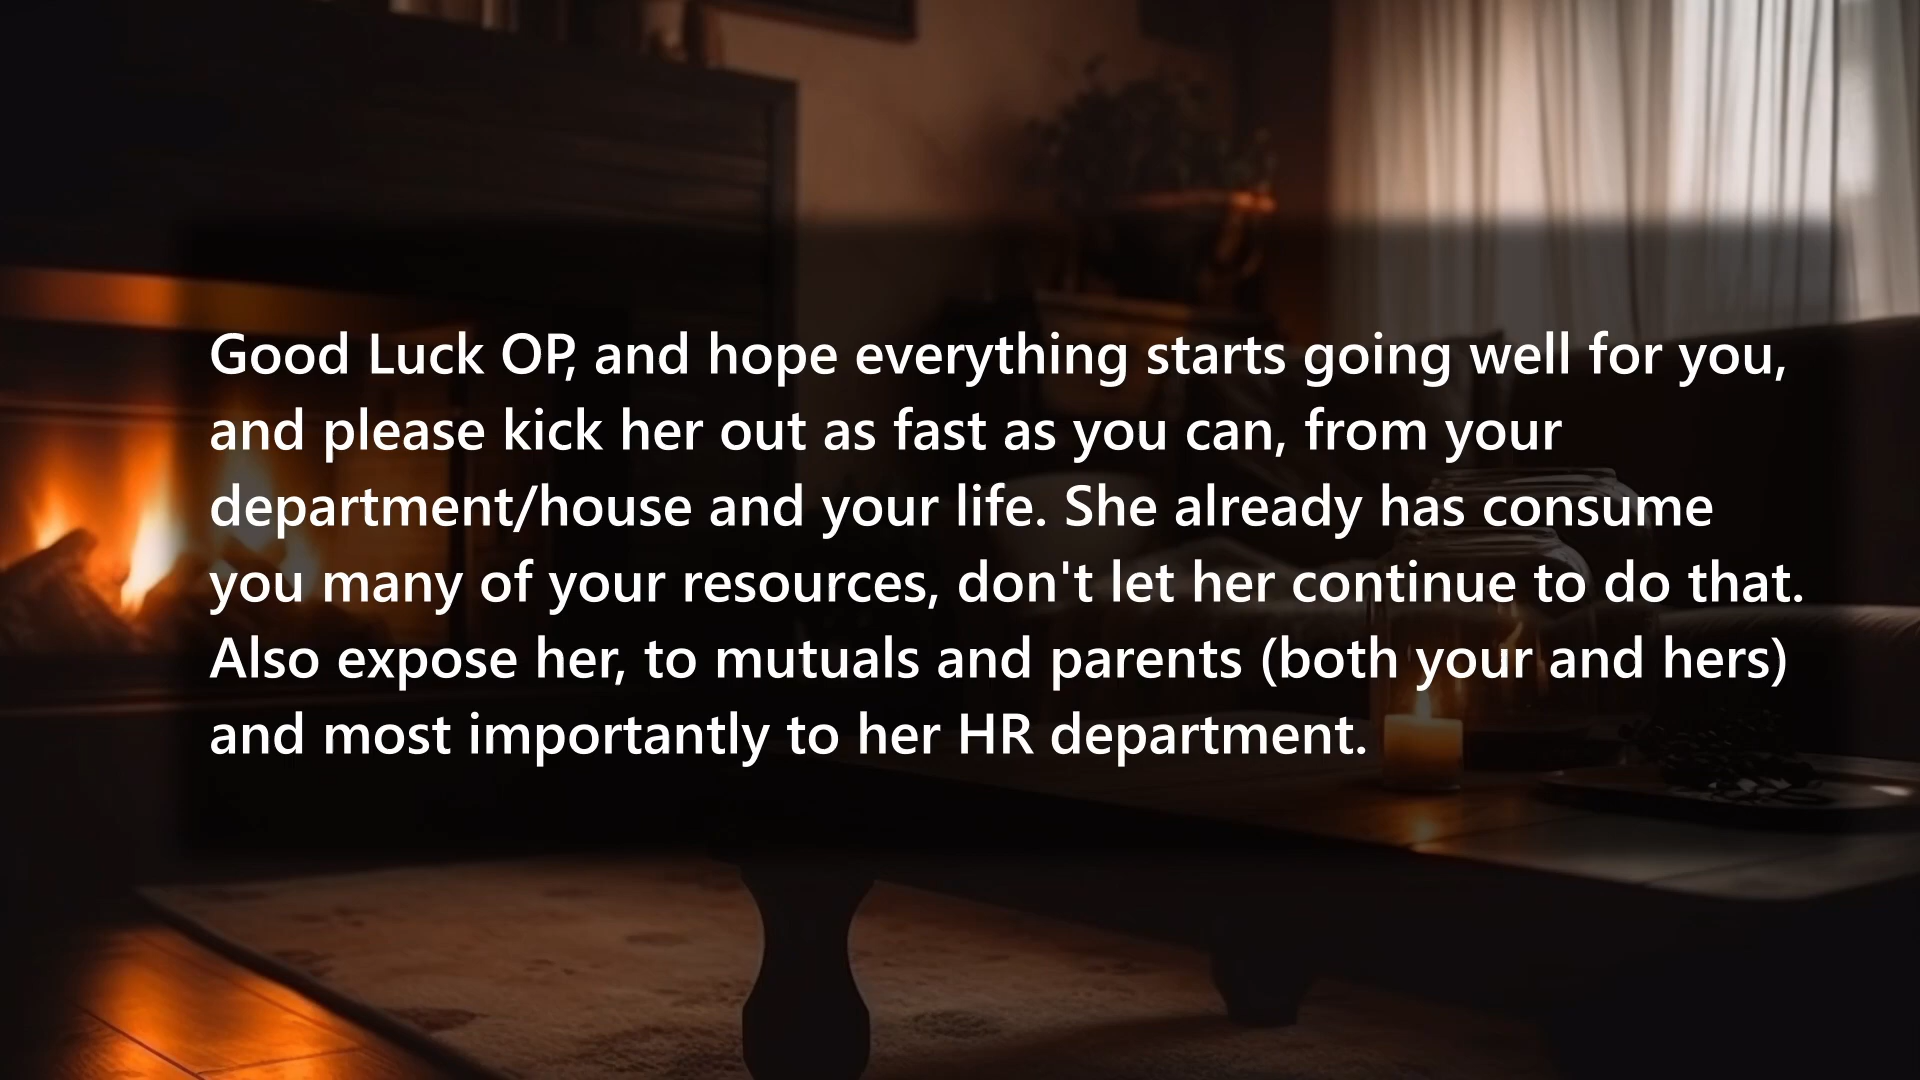 Good Luck OP, and hope everything starts going well for you,
and please kick her out as fast as you can, from your
department/house and your life. She already has consume
you many of your resources, don't let her continue to do that.
Also expose her, to mutuals and parents (both your and hers)
and most importantly to her HR department.